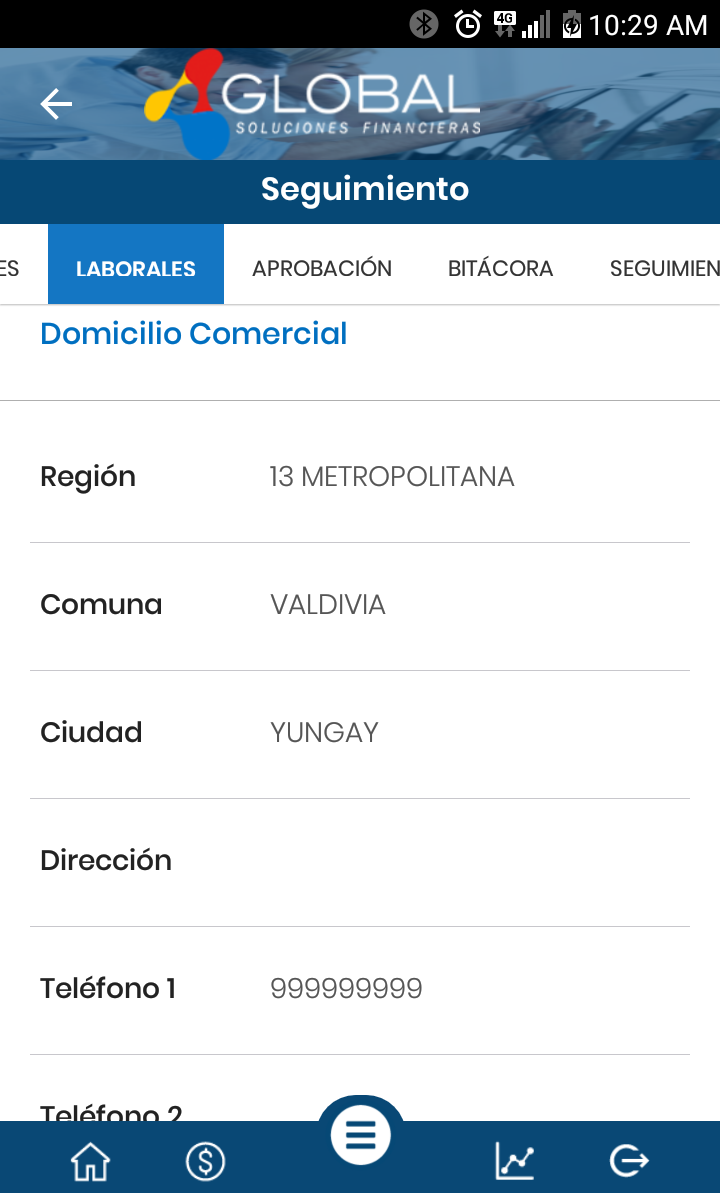 4G
10:29 AM
GLOBAL
SOLUCIONES FINANCIERAS
Seguimiento
ES LABORALES APROBACIÓN BITÁCORA SEGUIMIEN
Domicilio Comercial
Región 13 METROPOLITANA
Comuna VALDIVIA
Ciudad YUNGAY
Dirección
Teléfono 1 999999999
Teléfono 2